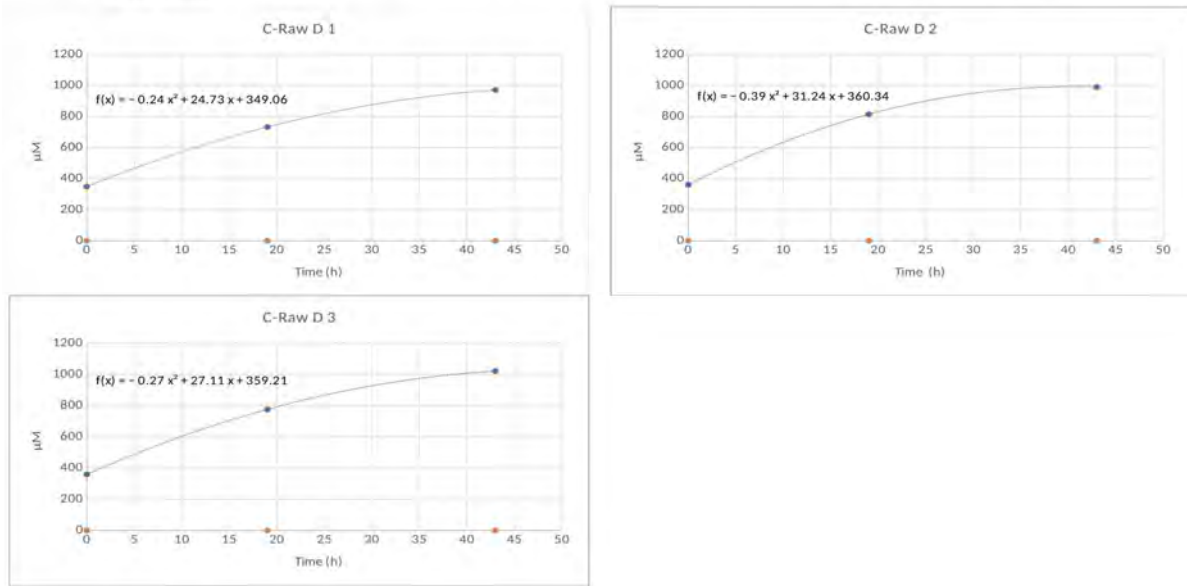 C-Raw D 1
1200
1000
f(x) = − 0.24 x² + 24.73 x + 349.06
800
600
400
200
0
µM
0 5 10 15 20 25 30 35 40 45 50
Time (h)
C-Raw D 2
1200
1000
f(x) = − 0.39 x² + 31.24 x + 360.34
800
600
400
200
0
µM
0 5 10 15 20 25 30 35 40 45 50
Time (h)
C-Raw D 3
1200
1000
f(x) = − 0.27 x² + 27.11 x + 359.21
800
600
400
200
0
µM
0 5 10 15 20 25 30 35 40 45 50
Time (h)